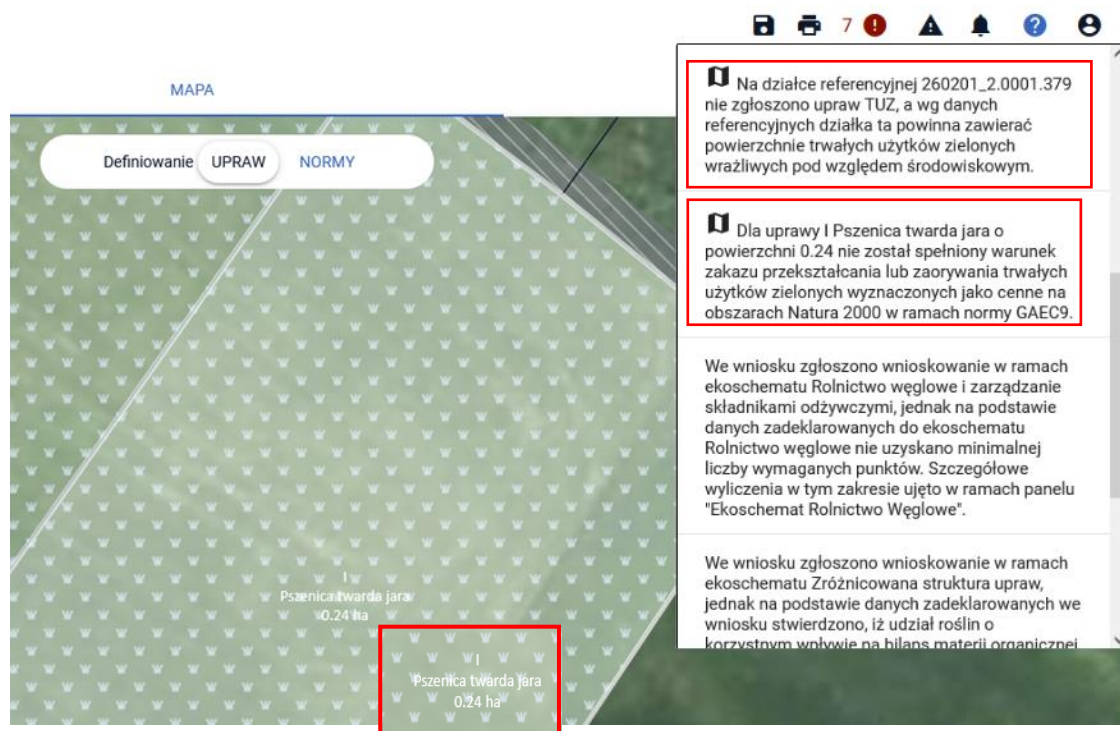 7
MAPA
Definiowanie UPRAW NORMY
Na działce referencyjnej 260201_2.0001.379
nie zgłoszono upraw TUZ, a wg danych
referencyjnych działka ta powinna zawierać
powierzchnie trwałych użytków zielonych
wrażliwych pod względem środowiskowym.
Dla uprawy I Pszenica twarda jara o
powierzchni 0.24 nie został spełniony warunek
zakazu przekształcania lub zaorywania trwałych
użytków zielonych wyznaczonych jako cenne na
obszarach Natura 2000 w ramach normy GAEC9.
We wniosku zgłoszono wnioskowanie w ramach
ekoschematu Rolnictwo węglowe i zarządzanie
składnikami odżywczymi, jednak na podstawie
danych zadeklarowanych do ekoschematu
Rolnictwo węglowe nie uzyskano minimalnej
liczby wymaganych punktów. Szczegółowe
wyliczenia w tym zakresie ujęto w ramach panelu
"Ekoschemat Rolnictwo Węglowe".
We wniosku zgłoszono wnioskowanie w ramach
ekoschematu Zróżnicowana struktura upraw,
jednak na podstawie danych zadeklarowanych we
wniosku stwierdzono, iż udział roślin o
korzystnym wpływie na bilans materii organicznej
I
Pszenica twarda jara
0.24 ha
I
Pszenica twarda jara
0.24 ha